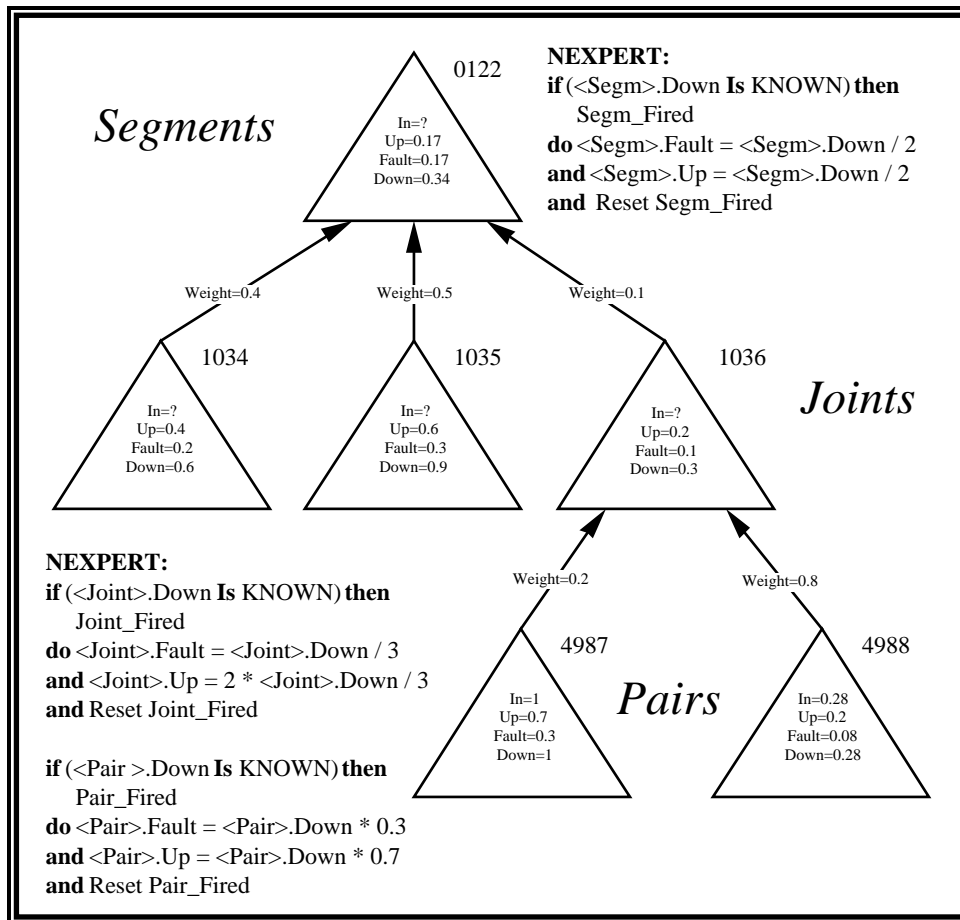 Segments
0122
In=?
Up=0.17
Fault=0.17
Down=0.34
NEXPERT:
if (<Segm>.Down Is KNOWN) then
Segm_Fired
do <Segm>.Fault = <Segm>.Down / 2
and <Segm>.Up = <Segm>.Down / 2
and Reset Segm_Fired
Weight=0.4
Weight=0.5
Weight=0.1
1034
In=?
Up=0.4
Fault=0.2
Down=0.6
1035
In=?
Up=0.6
Fault=0.3
Down=0.9
1036
In=?
Up=0.2
Fault=0.1
Down=0.3
Joints
NEXPERT:
if (<Joint>.Down Is KNOWN) then
Joint_Fired
do <Joint>.Fault = <Joint>.Down / 3
and <Joint>.Up = 2 * <Joint>.Down / 3
and Reset Joint_Fired
if (<Pair >.Down Is KNOWN) then
Pair_Fired
do <Pair>.Fault = <Pair>.Down * 0.3
and <Pair>.Up = <Pair>.Down * 0.7
and Reset Pair_Fired
Weight=0.2
Weight=0.8
4987
In=1
Up=0.7
Fault=0.3
Down=1
Pairs
4988
In=0.28
Up=0.2
Fault=0.08
Down=0.28